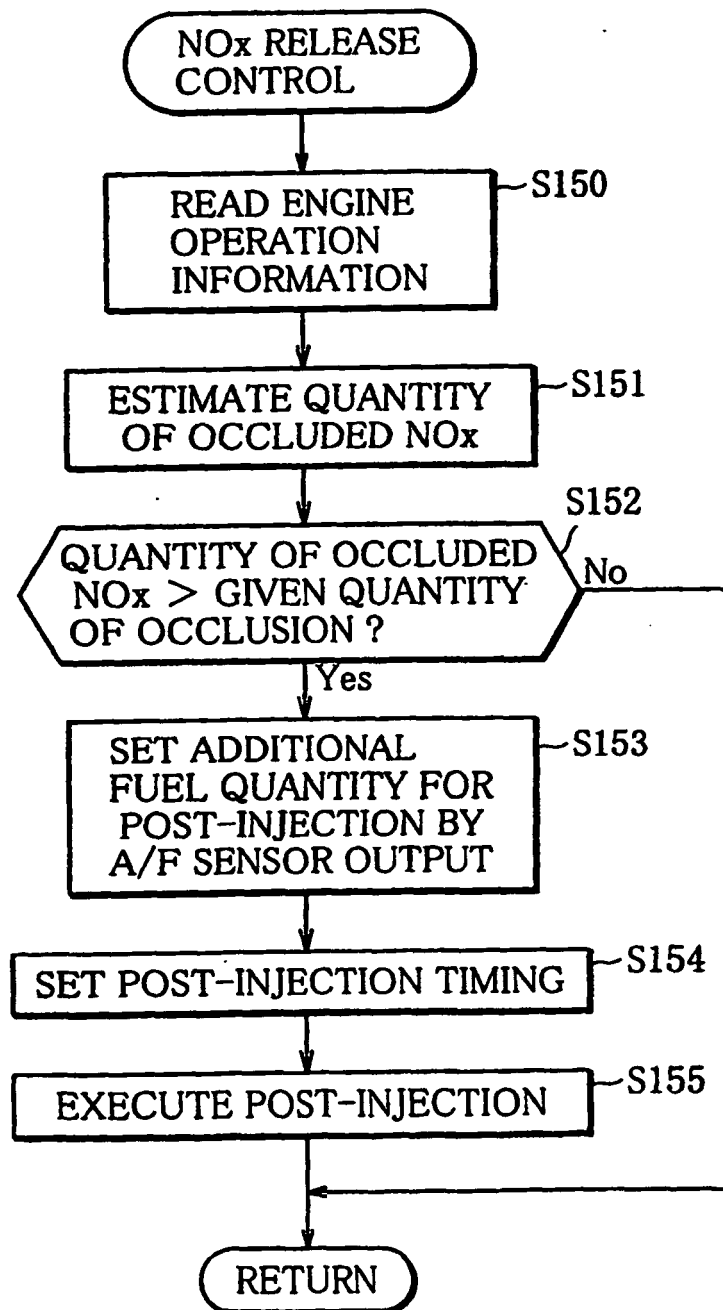 NOx RELEASE
CONTROL
READ ENGINE
OPERATION
INFORMATION
S150
ESTIMATE QUANTITY
OF OCCLUDED NOx
S151
S152
QUANTITY OF OCCLUDED
NOx > GIVEN QUANTITY
OF OCCLUSION ?
No
Yes
SET ADDITIONAL
FUEL QUANTITY FOR
POST-INJECTION BY
A/F SENSOR OUTPUT
S153
SET POST-INJECTION TIMING
S154
EXECUTE POST-INJECTION
S155
RETURN